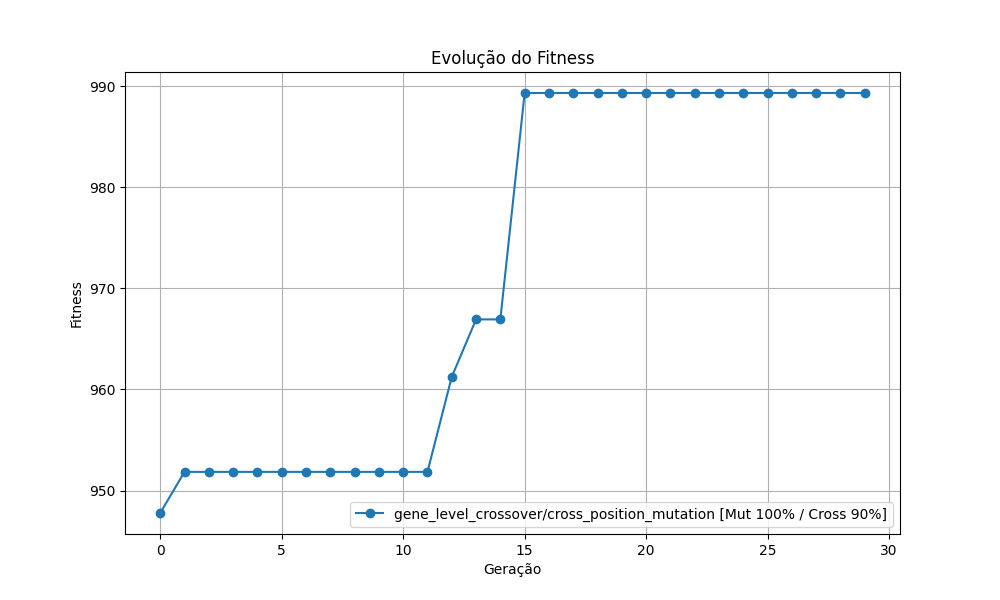 Evolução do Fitness
Fitness
990
980
970
960
950
0 5 10 15 20 25 30
Geração
gene_level_crossover/cross_position_mutation [Mut 100% / Cross 90%]